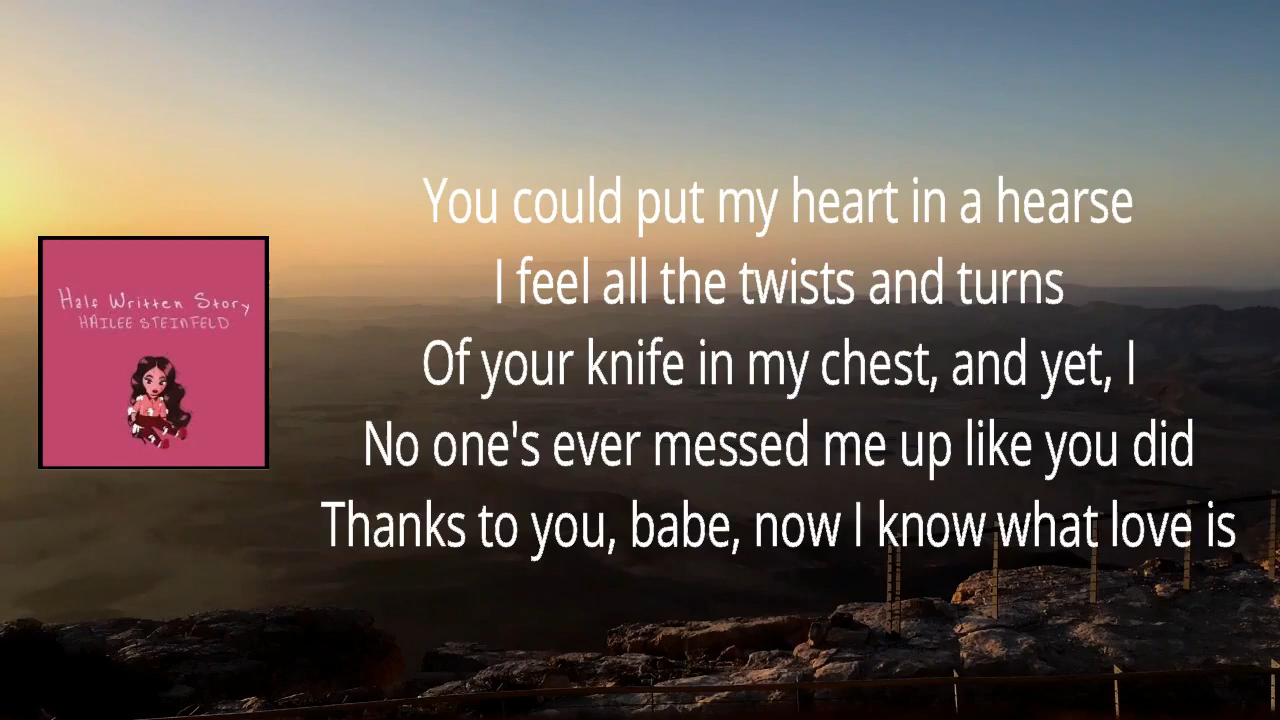 Half Written Story
HAILEE STEINFELD
You could put my heart in a hearse
I feel all the twists and turns
Of your knife in my chest, and yet, I
No one's ever messed me up like you did
Thanks to you, babe, now I know what love is